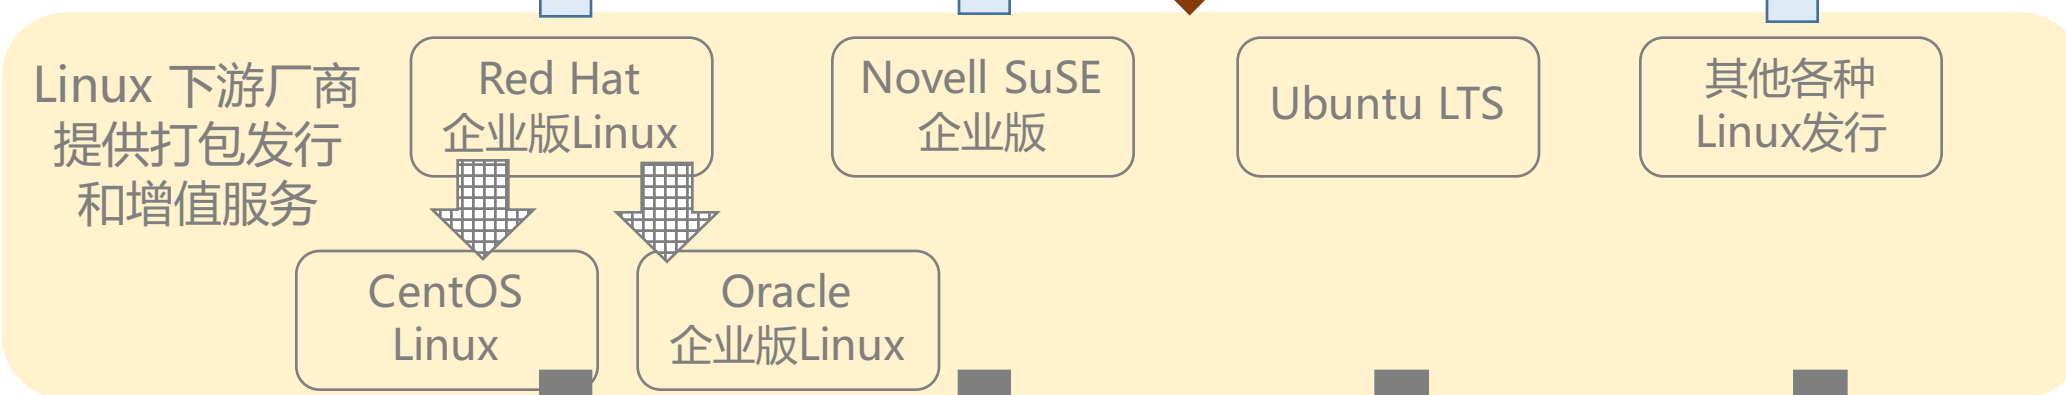 Linux 下游厂商
提供打包发行
和增值服务
Red Hat
企业版Linux
Novell SuSE
企业版
Ubuntu LTS
其他各种
Linux发行
CentOS
Linux
Oracle
企业版Linux